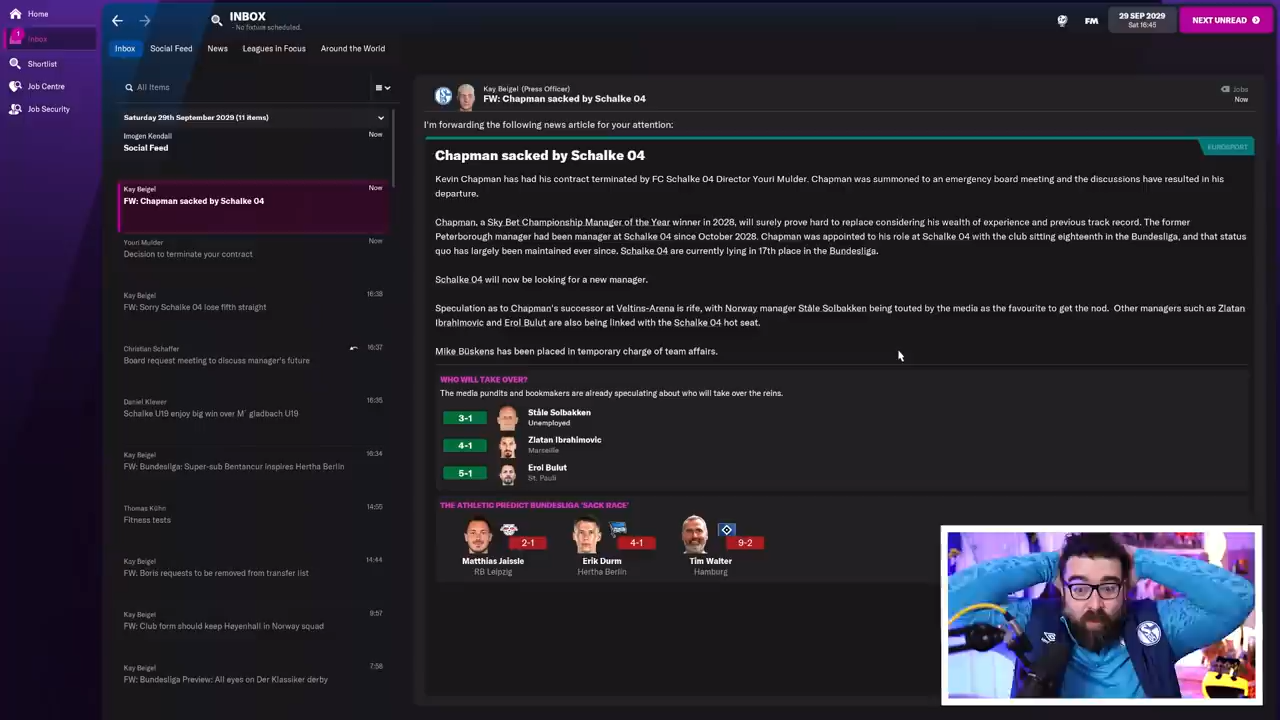 Home
1
Inbox
Shortlist
Job Centre
Job Security
INBOX
- No fixture scheduled.
FM
29 SEP 2029
Sat 16:45
NEXT UNREAD
Inbox
Social Feed
News
Leagues in Focus
Around the World
All Items
Saturday 29th September 2029 (11 items)
Imogen Kendall
Now
Social Feed
Kay Beigel
Now
FW: Chapman sacked by Schalke 04
Youri Mulder
Now
Decision to terminate your contract
Kay Beigel
16:38
FW: Sorry Schalke 04 lose fifth straight
Christian Schaffer
16:37
Board request meeting to discuss manager's future
Daniel Klewer
16:35
Schalke U19 enjoy big win over M´gladbach U19
Kay Beigel
16:34
FW: Bundesliga: Super-sub Bentancur inspires Hertha Berlin
Thomas Kühn
14:55
Fitness tests
Kay Beigel
14:44
FW: Boris requests to be removed from transfer list
Kay Beigel
9:57
FW: Club form should keep Høyenhall in Norway squad
Kay Beigel
7:58
FW: Bundesliga Preview: All eyes on Der Klassiker derby
Kay Beigel (Press Officer)
FW: Chapman sacked by Schalke 04
Jobs
Now
I'm forwarding the following news article for your attention:
EUROSPORT
Chapman sacked by Schalke 04
Kevin Chapman has had his contract terminated by FC Schalke 04 Director Youri Mulder. Chapman was summoned to an emergency board meeting and the discussions have resulted in his
departure.
Chapman, a Sky Bet Championship Manager of the Year winner in 2028, will surely prove hard to replace considering his wealth of experience and previous track record. The former
Peterborough manager had been manager at Schalke 04 since October 2028. Chapman was appointed to his role at Schalke 04 with the club sitting eighteenth in the Bundesliga, and that status
quo has largely been maintained ever since. Schalke 04 are currently lying in 17th place in the Bundesliga.
Schalke 04 will now be looking for a new manager.
Speculation as to Chapman's successor at Veltins-Arena is rife, with Norway manager Ståle Solbakken being touted by the media as the favourite to get the nod. Other managers such as Zlatan
Ibrahimovic and Erol Bulut are also being linked with the Schalke 04 hot seat.
Mike Büskens has been placed in temporary charge of team affairs.
WHO WILL TAKE OVER?
The media pundits and bookmakers are already speculating about who will take over the reins.
3-1
Ståle Solbakken
Unemployed
4-1
Zlatan Ibrahimovic
Marseille
5-1
Erol Bulut
St. Pauli
THE ATHLETIC PREDICT BUNDESLIGA 'SACK RACE'
2-1
4-1
9-2
Matthias Jaissle
Erik Durm
Tim Walter
RB Leipzig
Hertha Berlin
Hamburg